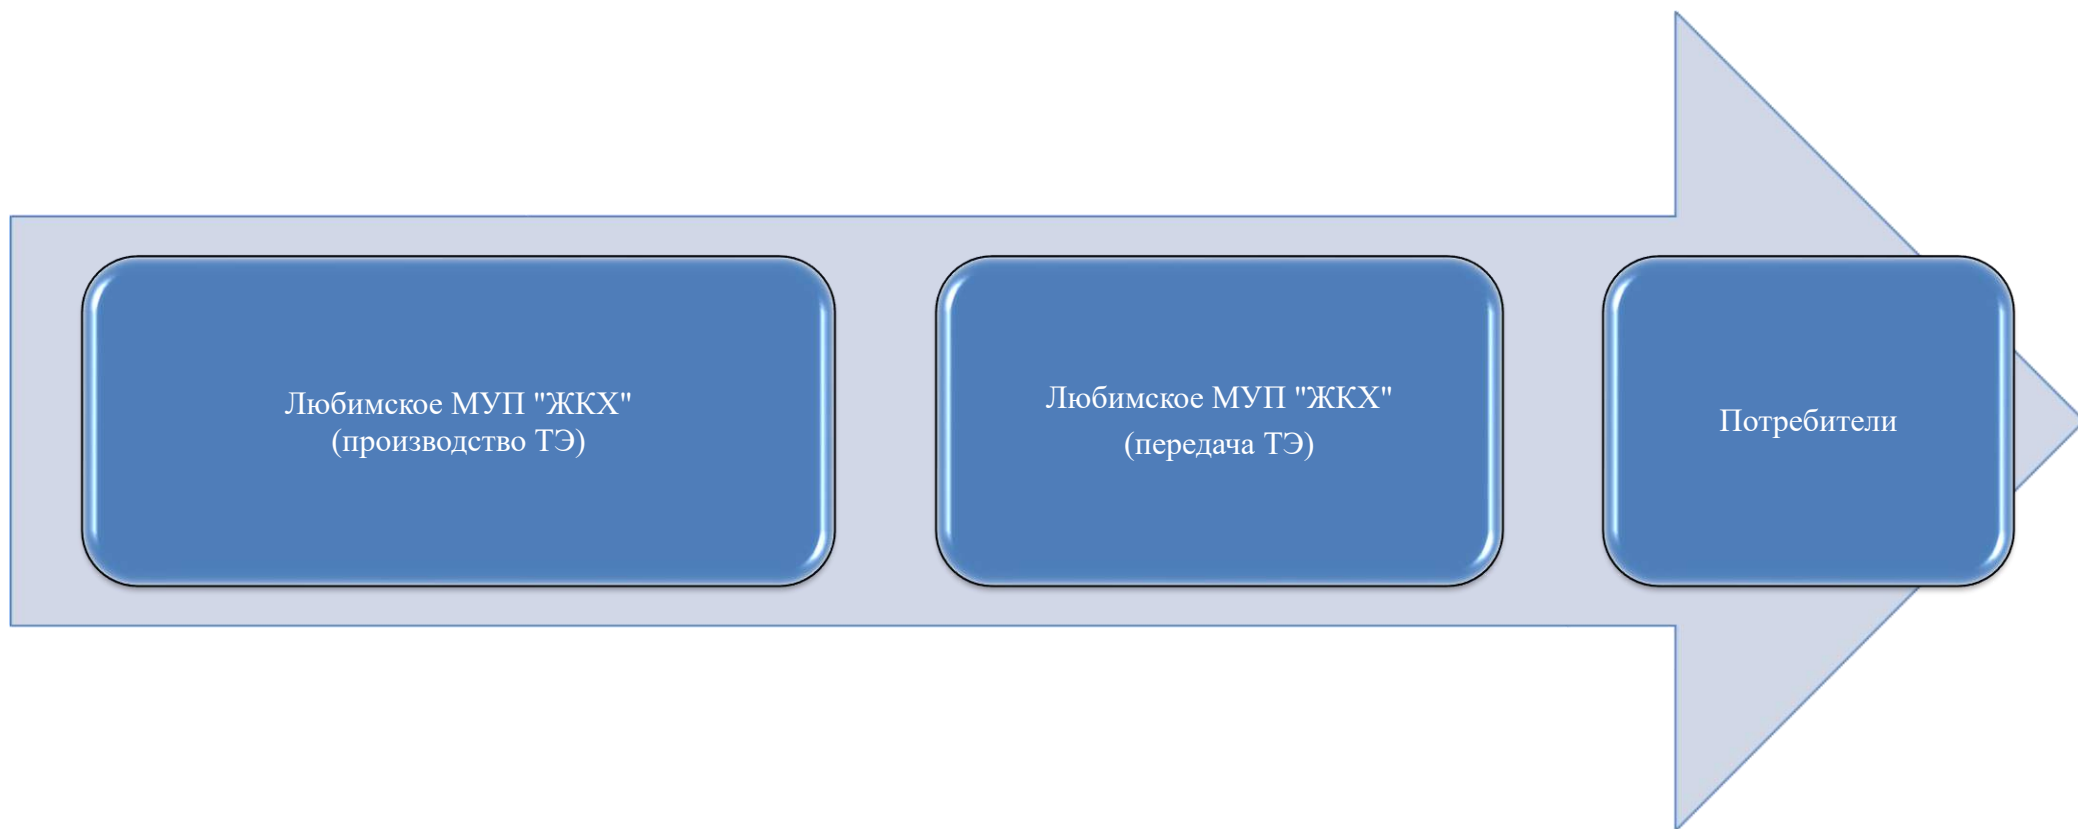 Любимское МУП "ЖКХ"
(производство ТЭ)
Любимское МУП "ЖКХ"
(передача ТЭ)
Потребители